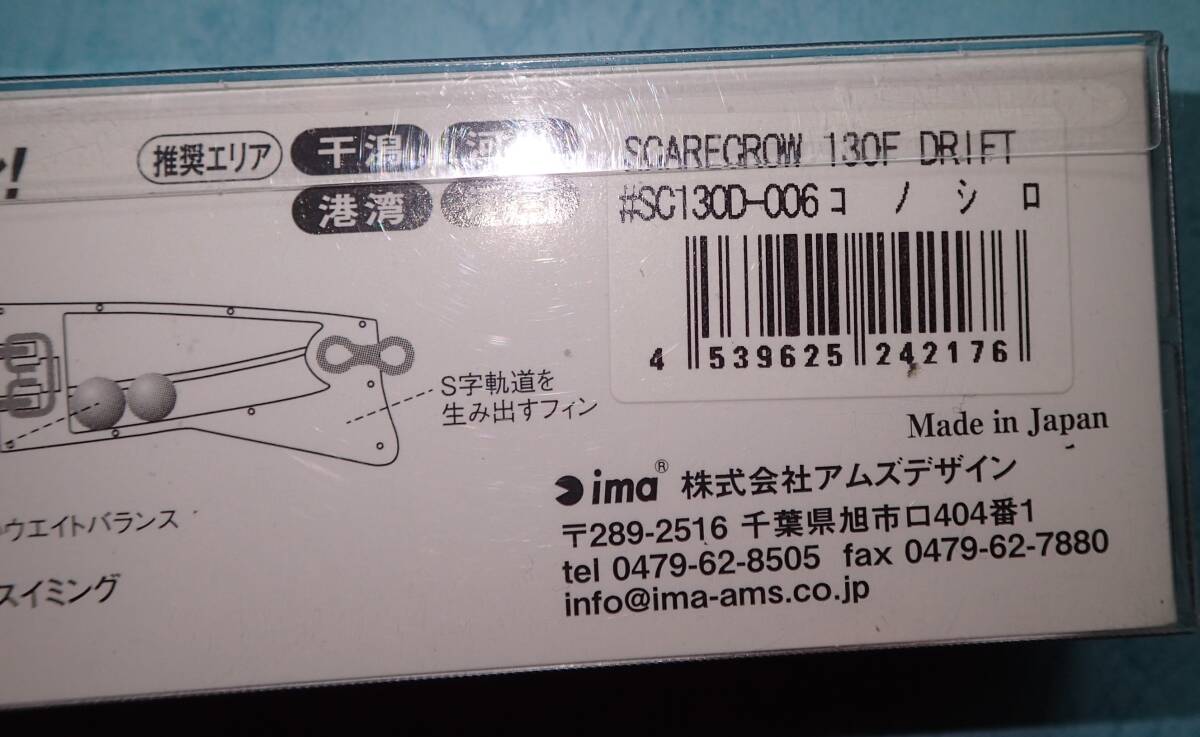 推奨エリア 干潟
港湾
SCARECROW 130F DRIFT
#SC130D-006コ ノ シ ロ
4 539625 242176
S字軌道を
生み出すフィン
Made in Japan
ima® 株式会社アムズデザイン
〒289-2516 千葉県旭市ロ404番1
tel 0479-62-8505 fax 0479-62-7880
info@ima-ams.co.jp
ウエイトバランス
スイミング